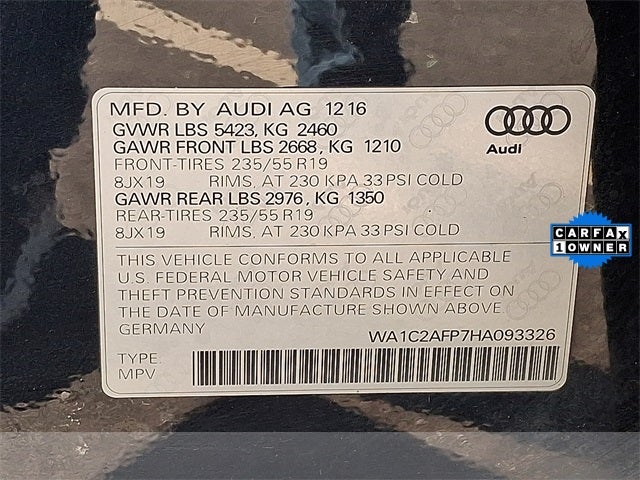 MFD. BY AUDI AG 12 16
GVWR LBS 5423, KG 2460
GAWR FRONT LBS 2668, KG 1210
FRONT-TIRES 235/55 R19
8JX19 RIMS, AT 230 KPA 33 PSI COLD
GAWR REAR LBS 2976, KG 1350
REAR-TIRES 235/55 R19
8JX19 RIMS, AT 230 KPA 33 PSI COLD
Audi
CARFAX
1 OWNER
THIS VEHICLE CONFORMS TO ALL APPLICABLE
U.S. FEDERAL MOTOR VEHICLE SAFETY AND
THEFT PREVENTION STANDARDS IN EFFECT ON
THE DATE OF MANUFACTURE SHOWN ABOVE
GERMANY
WA1C2AFP7HA093326
TYPE:
MPV